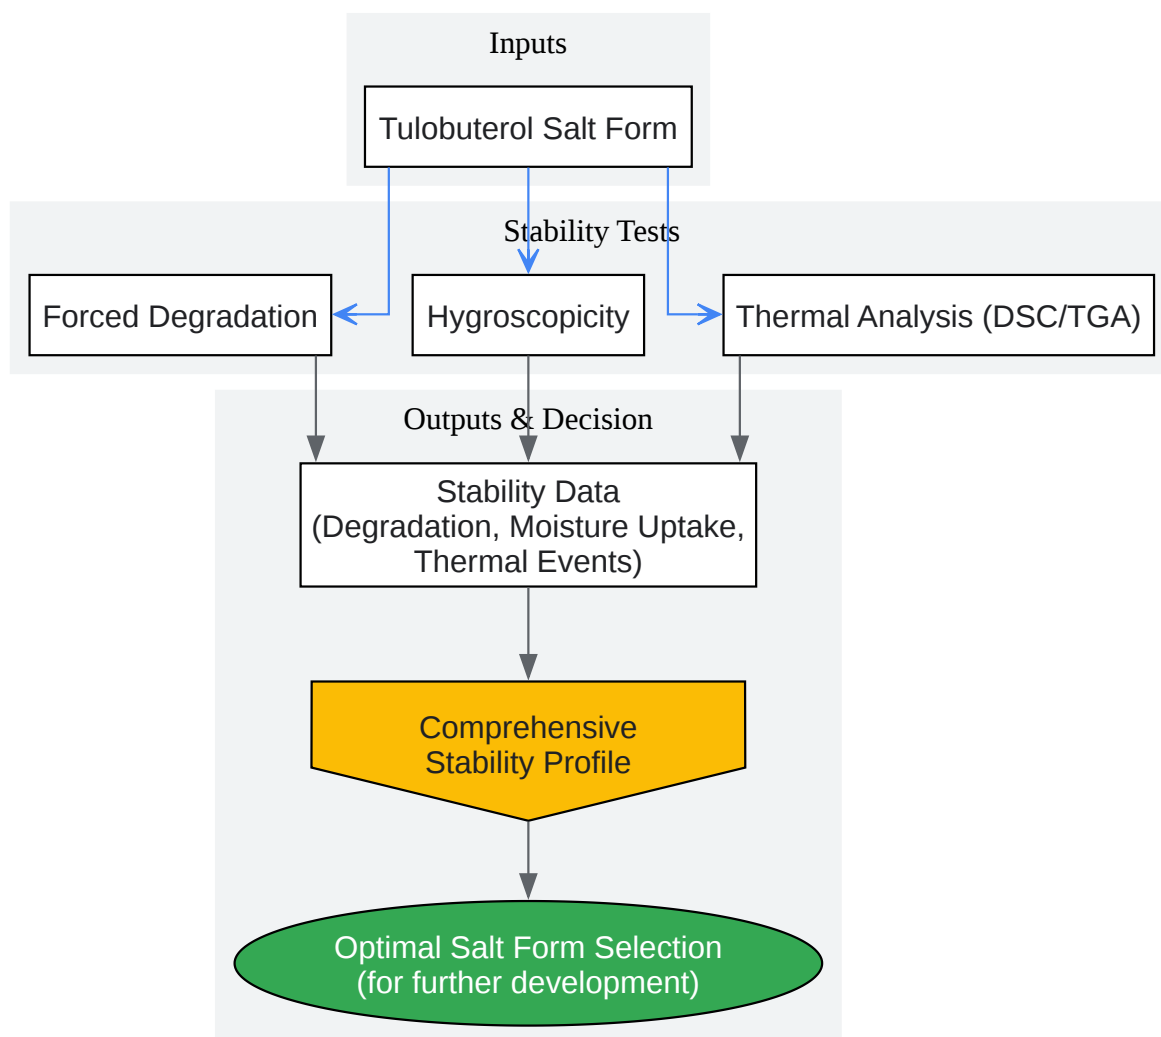 Inputs
Tulobuterol Salt Form
Stability Tests
Forced Degradation
Hygroscopicity
Thermal Analysis (DSC/TGA)
Outputs & Decision
Stability Data
(Degradation, Moisture Uptake,
Thermal Events)
Comprehensive
Stability Profile
Optimal Salt Form Selection
(for further development)